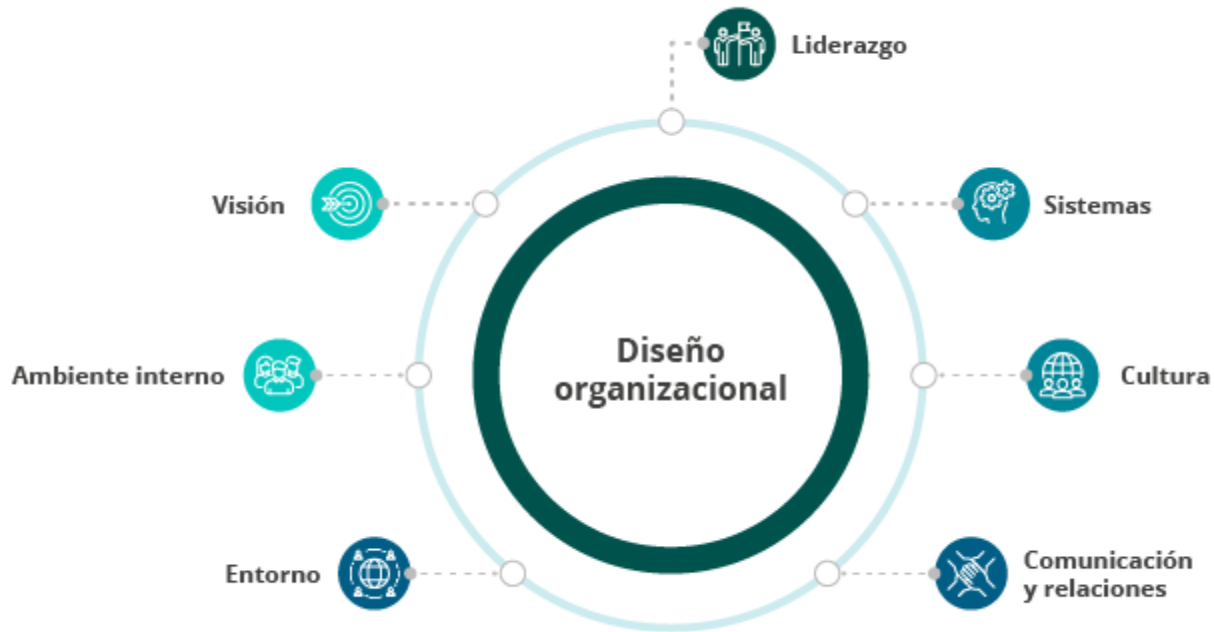 Liderazgo
Visión
Sistemas
Diseño
organizacional
Ambiente interno
Cultura
Entorno
Comunicación
y relaciones